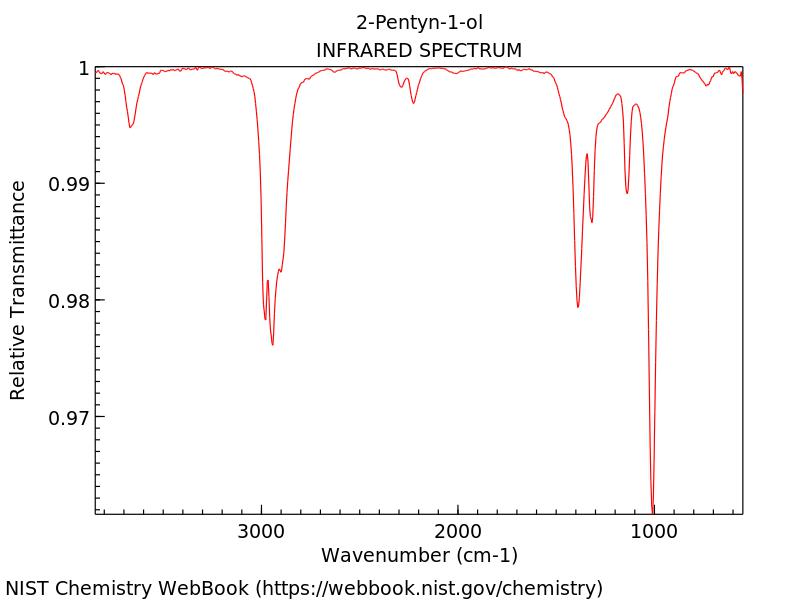 2-Pentyn-1-ol
INFRARED SPECTRUM
1
0.99
0.98
0.97
Relative Transmittance
3000 2000 1000
Wavenumber (cm-1)
NIST Chemistry WebBook (https://webbook.nist.gov/chemistry)